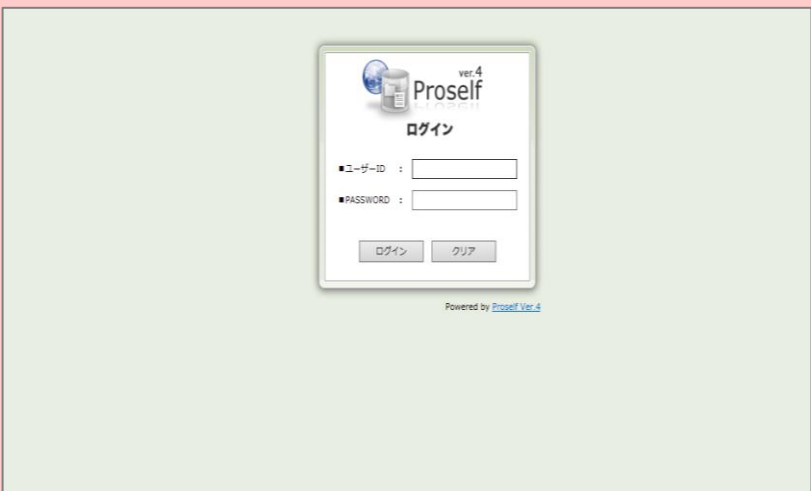 ver.4
Proself
ログイン
■ユーザーID :
■PASSWORD :
ログイン クリア
Powered by Proself Ver.4